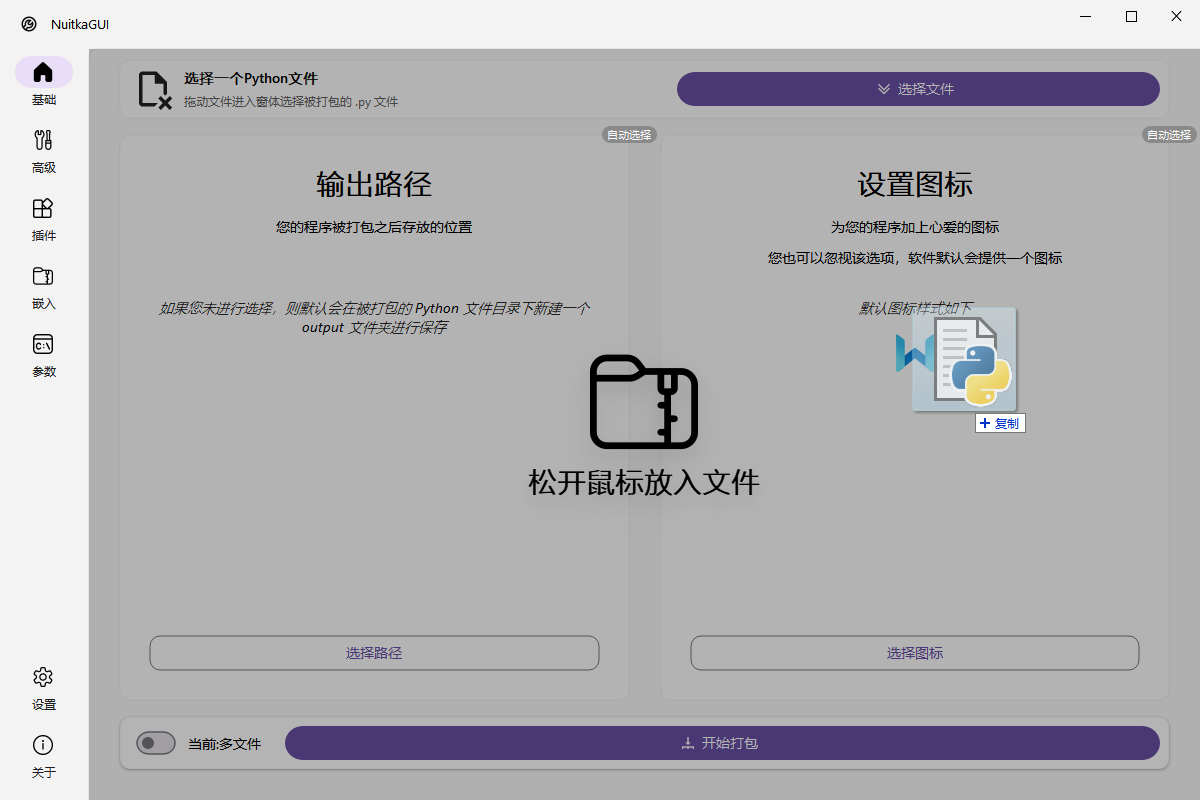 NuitkaGUI
基础
高级
插件
嵌入
C:\
参数
设置
关于
选择一个Python文件
拖动文件进入窗体选择被打包的 .py 文件
选择文件
自动选择
输出路径
您的程序被打包之后存放的位置
如果您未进行选择，则默认会在被打包的 Python 文件目录下新建一个
output 文件夹进行保存
选择路径
自动选择
设置图标
为您的程序加上心爱的图标
您也可以忽视该选项，软件默认会提供一个图标
默认图标样式如下
复制
选择图标
松开鼠标放入文件
当前:多文件
开始打包